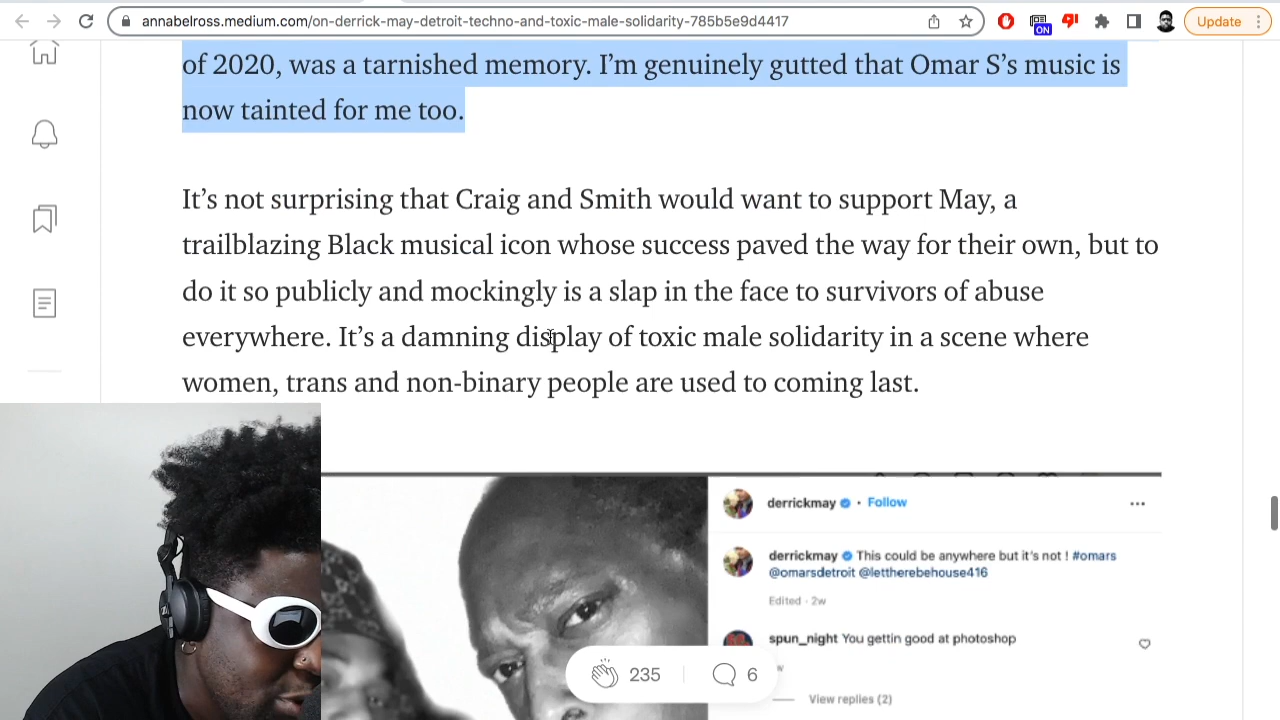 annabelross.medium.com/on-derrick-may-detroit-techno-and-toxic-male-solidarity-785b5e9d4417
ON
Update
of 2020, was a tarnished memory. I’m genuinely gutted that Omar S’s music is
now tainted for me too.
It’s not surprising that Craig and Smith would want to support May, a
trailblazing Black musical icon whose success paved the way for their own, but to
do it so publicly and mockingly is a slap in the face to survivors of abuse
everywhere. It’s a damning display of toxic male solidarity in a scene where
women, trans and non-binary people are used to coming last.
derrickmay • Follow
derrickmay This could be anywhere but it's not ! #omars
@omarsdetroit @lettherebehouse416
Edited · 2w
spun_night You gettin good at photoshop
View replies (2)
235
6